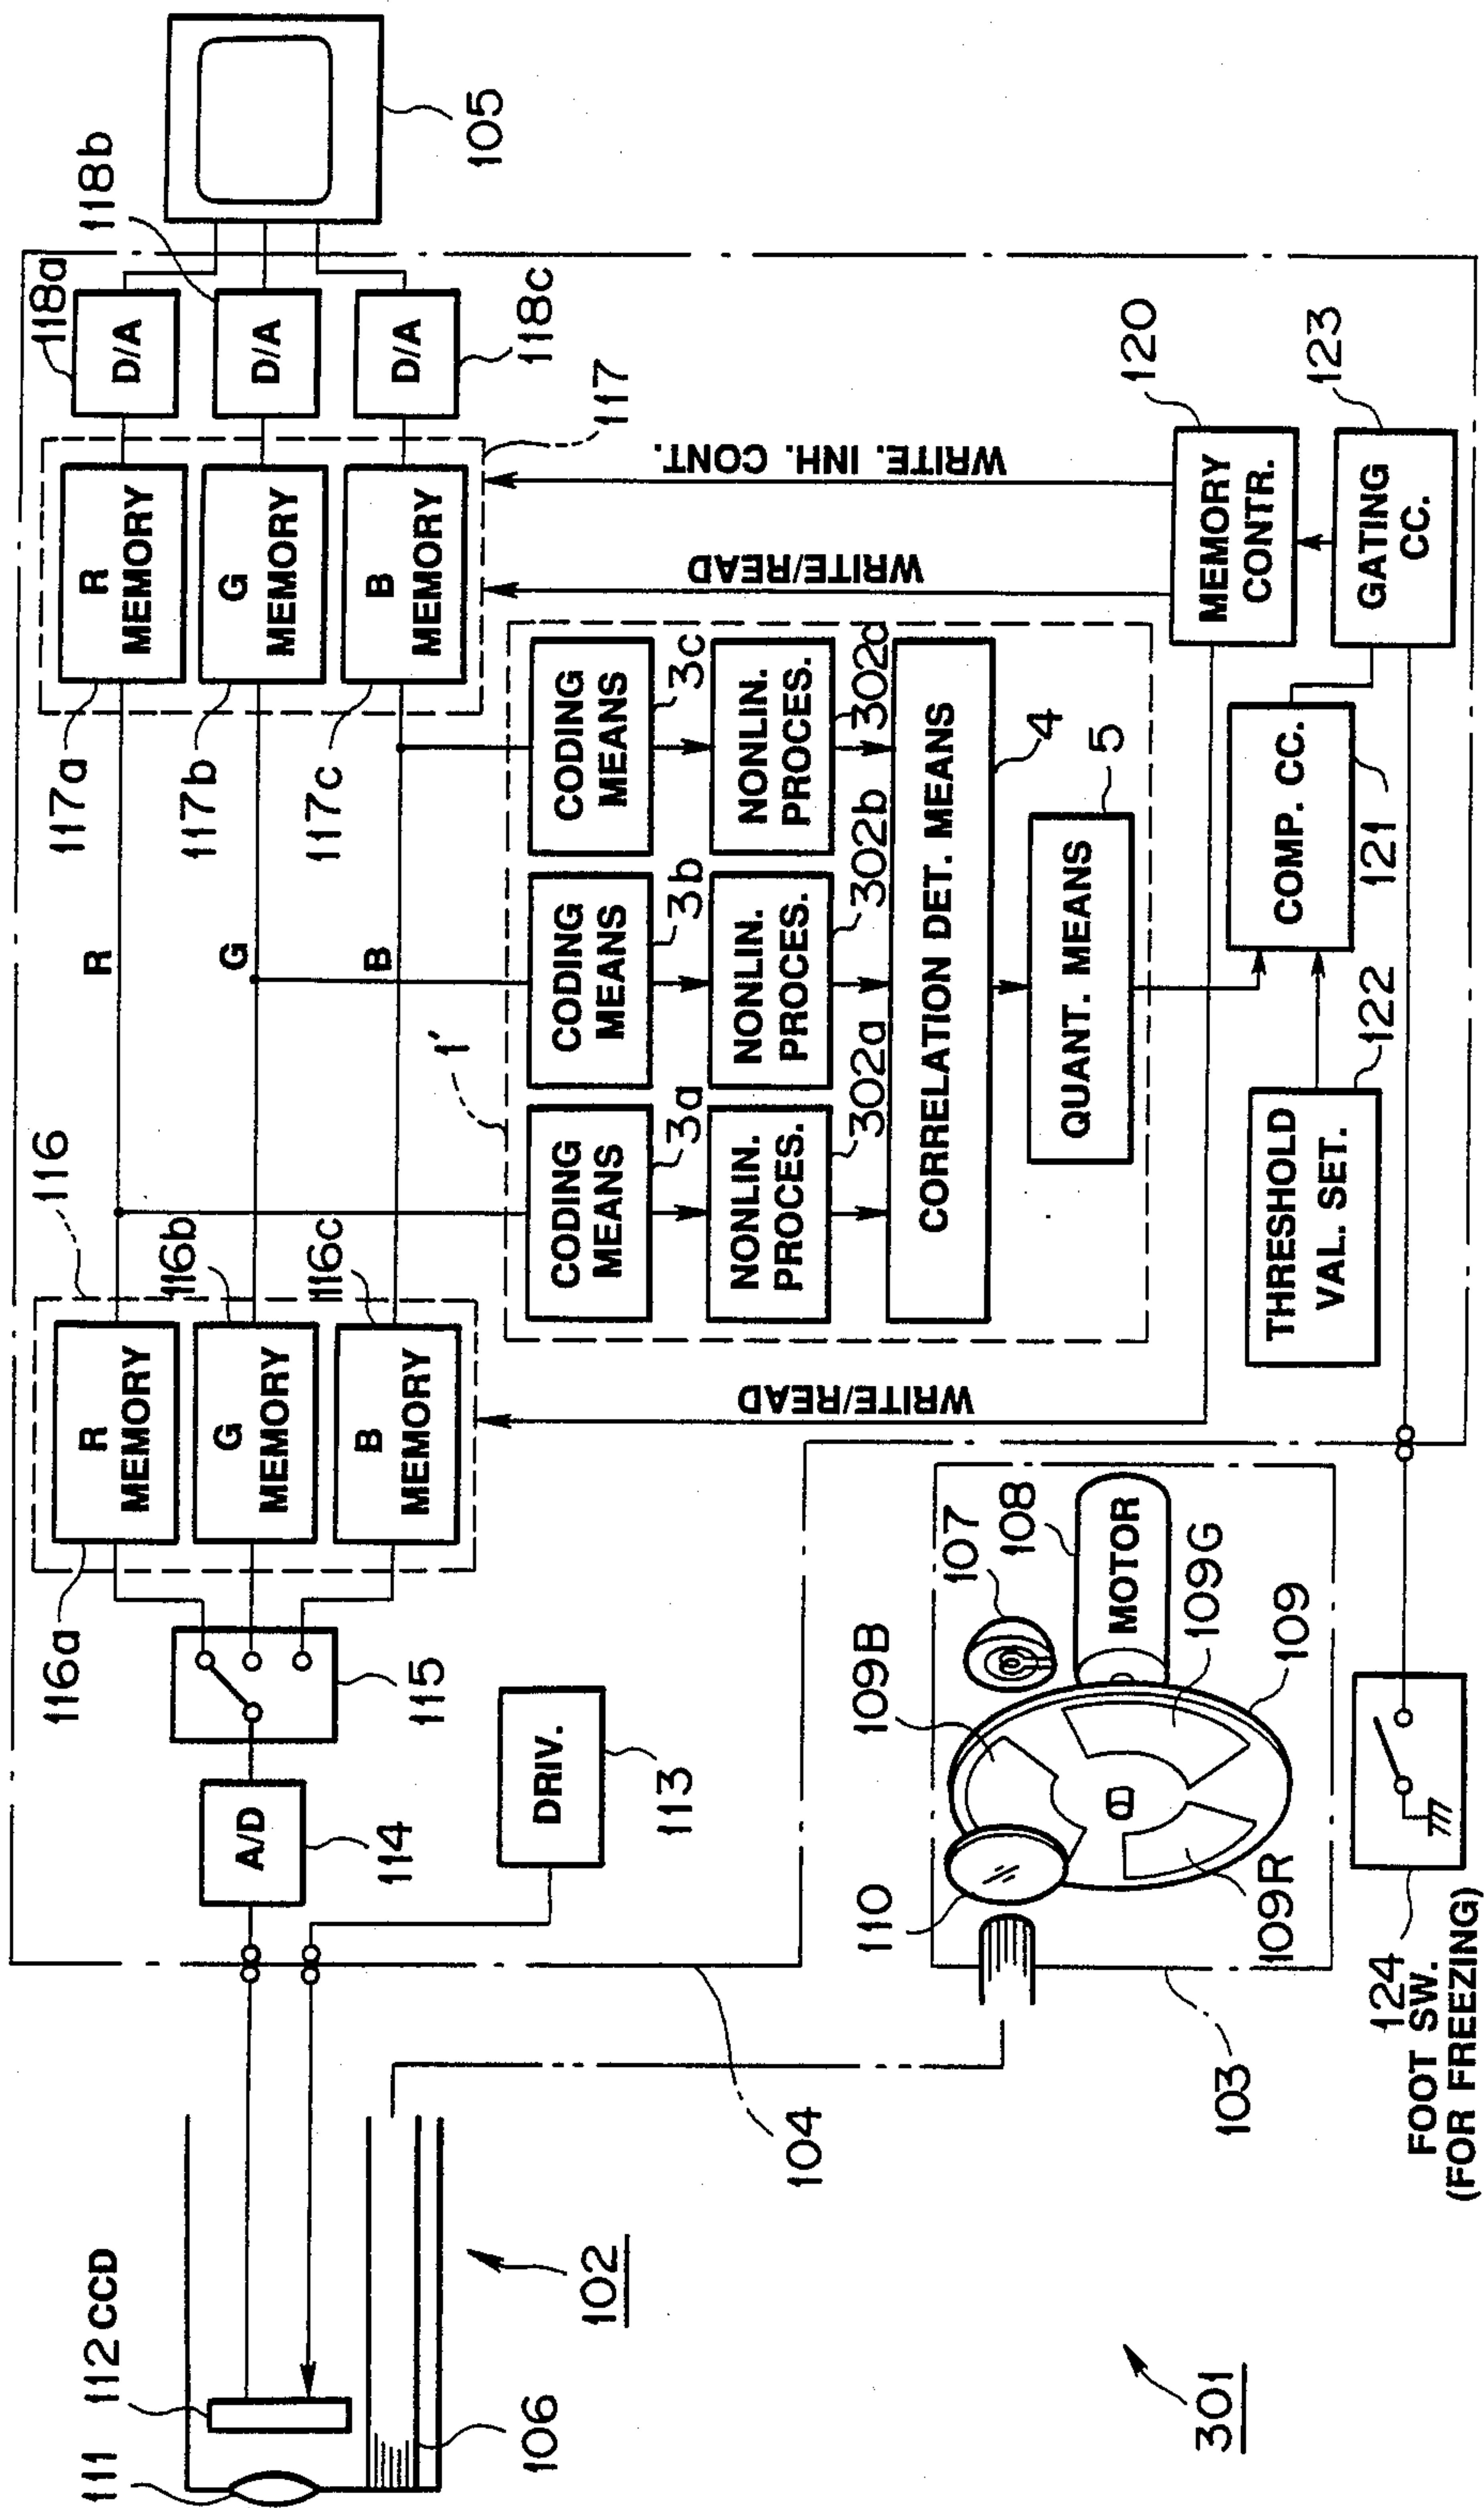 111
112 CCD
106
102
104
A/D
114
115
DRIV.
113
116
116a
116b
116c
R
MEMORY
G
MEMORY
B
MEMORY
R
G
B
117a
117b
117c
117
R
MEMORY
G
MEMORY
B
MEMORY
118a
118b
118c
D/A
D/A
D/A
105
1'
CODING
MEANS
3a
CODING
MEANS
3b
CODING
MEANS
3c
NONLIN.
PROCES.
302a
NONLIN.
PROCES.
302b
NONLIN.
PROCES.
302d
CORRELATION DET. MEANS
4
QUANT. MEANS
5
WRITE/READ
WRITE/READ
WRITE. INH. CONT.
MEMORY
CONTR.
120
GATING
CC.
123
COMP. CC.
121
THRESHOLD
VAL. SET.
122
107
108
MOTOR
109B
109G
109
109R
110
103
124
FOOT SW.
(FOR FREEZING)
301